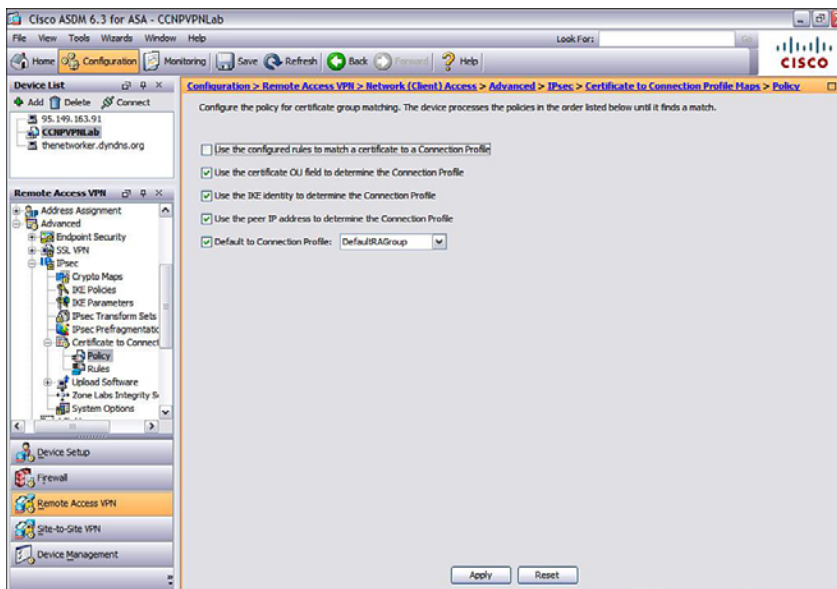 Cisco ASDM 6.3 for ASA - CCNPVPNLab
File View Tools Wizards Window Help
Look For:
Go
Home Configuration Monitoring Save Refresh Back Forward Help
CISCO
Device List
Add Delete Connect
95.149.163.91
CCNPVPNLab
thenetworker.dyndns.org
Remote Access VPN
Address Assignment
Advanced
Endpoint Security
SSL VPN
IPsec
Crypto Maps
IKE Policies
IKE Parameters
IPsec Transform Sets
IPsec Prefragmentatic
Certificate to Connect
Policy
Rules
Upload Software
Zone Labs Integrity S
System Options
Device Setup
Firewall
Remote Access VPN
Site-to-Site VPN
Device Management
Configuration > Remote Access VPN > Network (Client) Access > Advanced > IPsec > Certificate to Connection Profile Maps > Policy
Configure the policy for certificate group matching. The device processes the policies in the order listed below until it finds a match.
Use the configured rules to match a certificate to a Connection Profile
Use the certificate OU field to determine the Connection Profile
Use the IKE identity to determine the Connection Profile
Use the peer IP address to determine the Connection Profile
Default to Connection Profile: DefaultRAGroup
Apply Reset